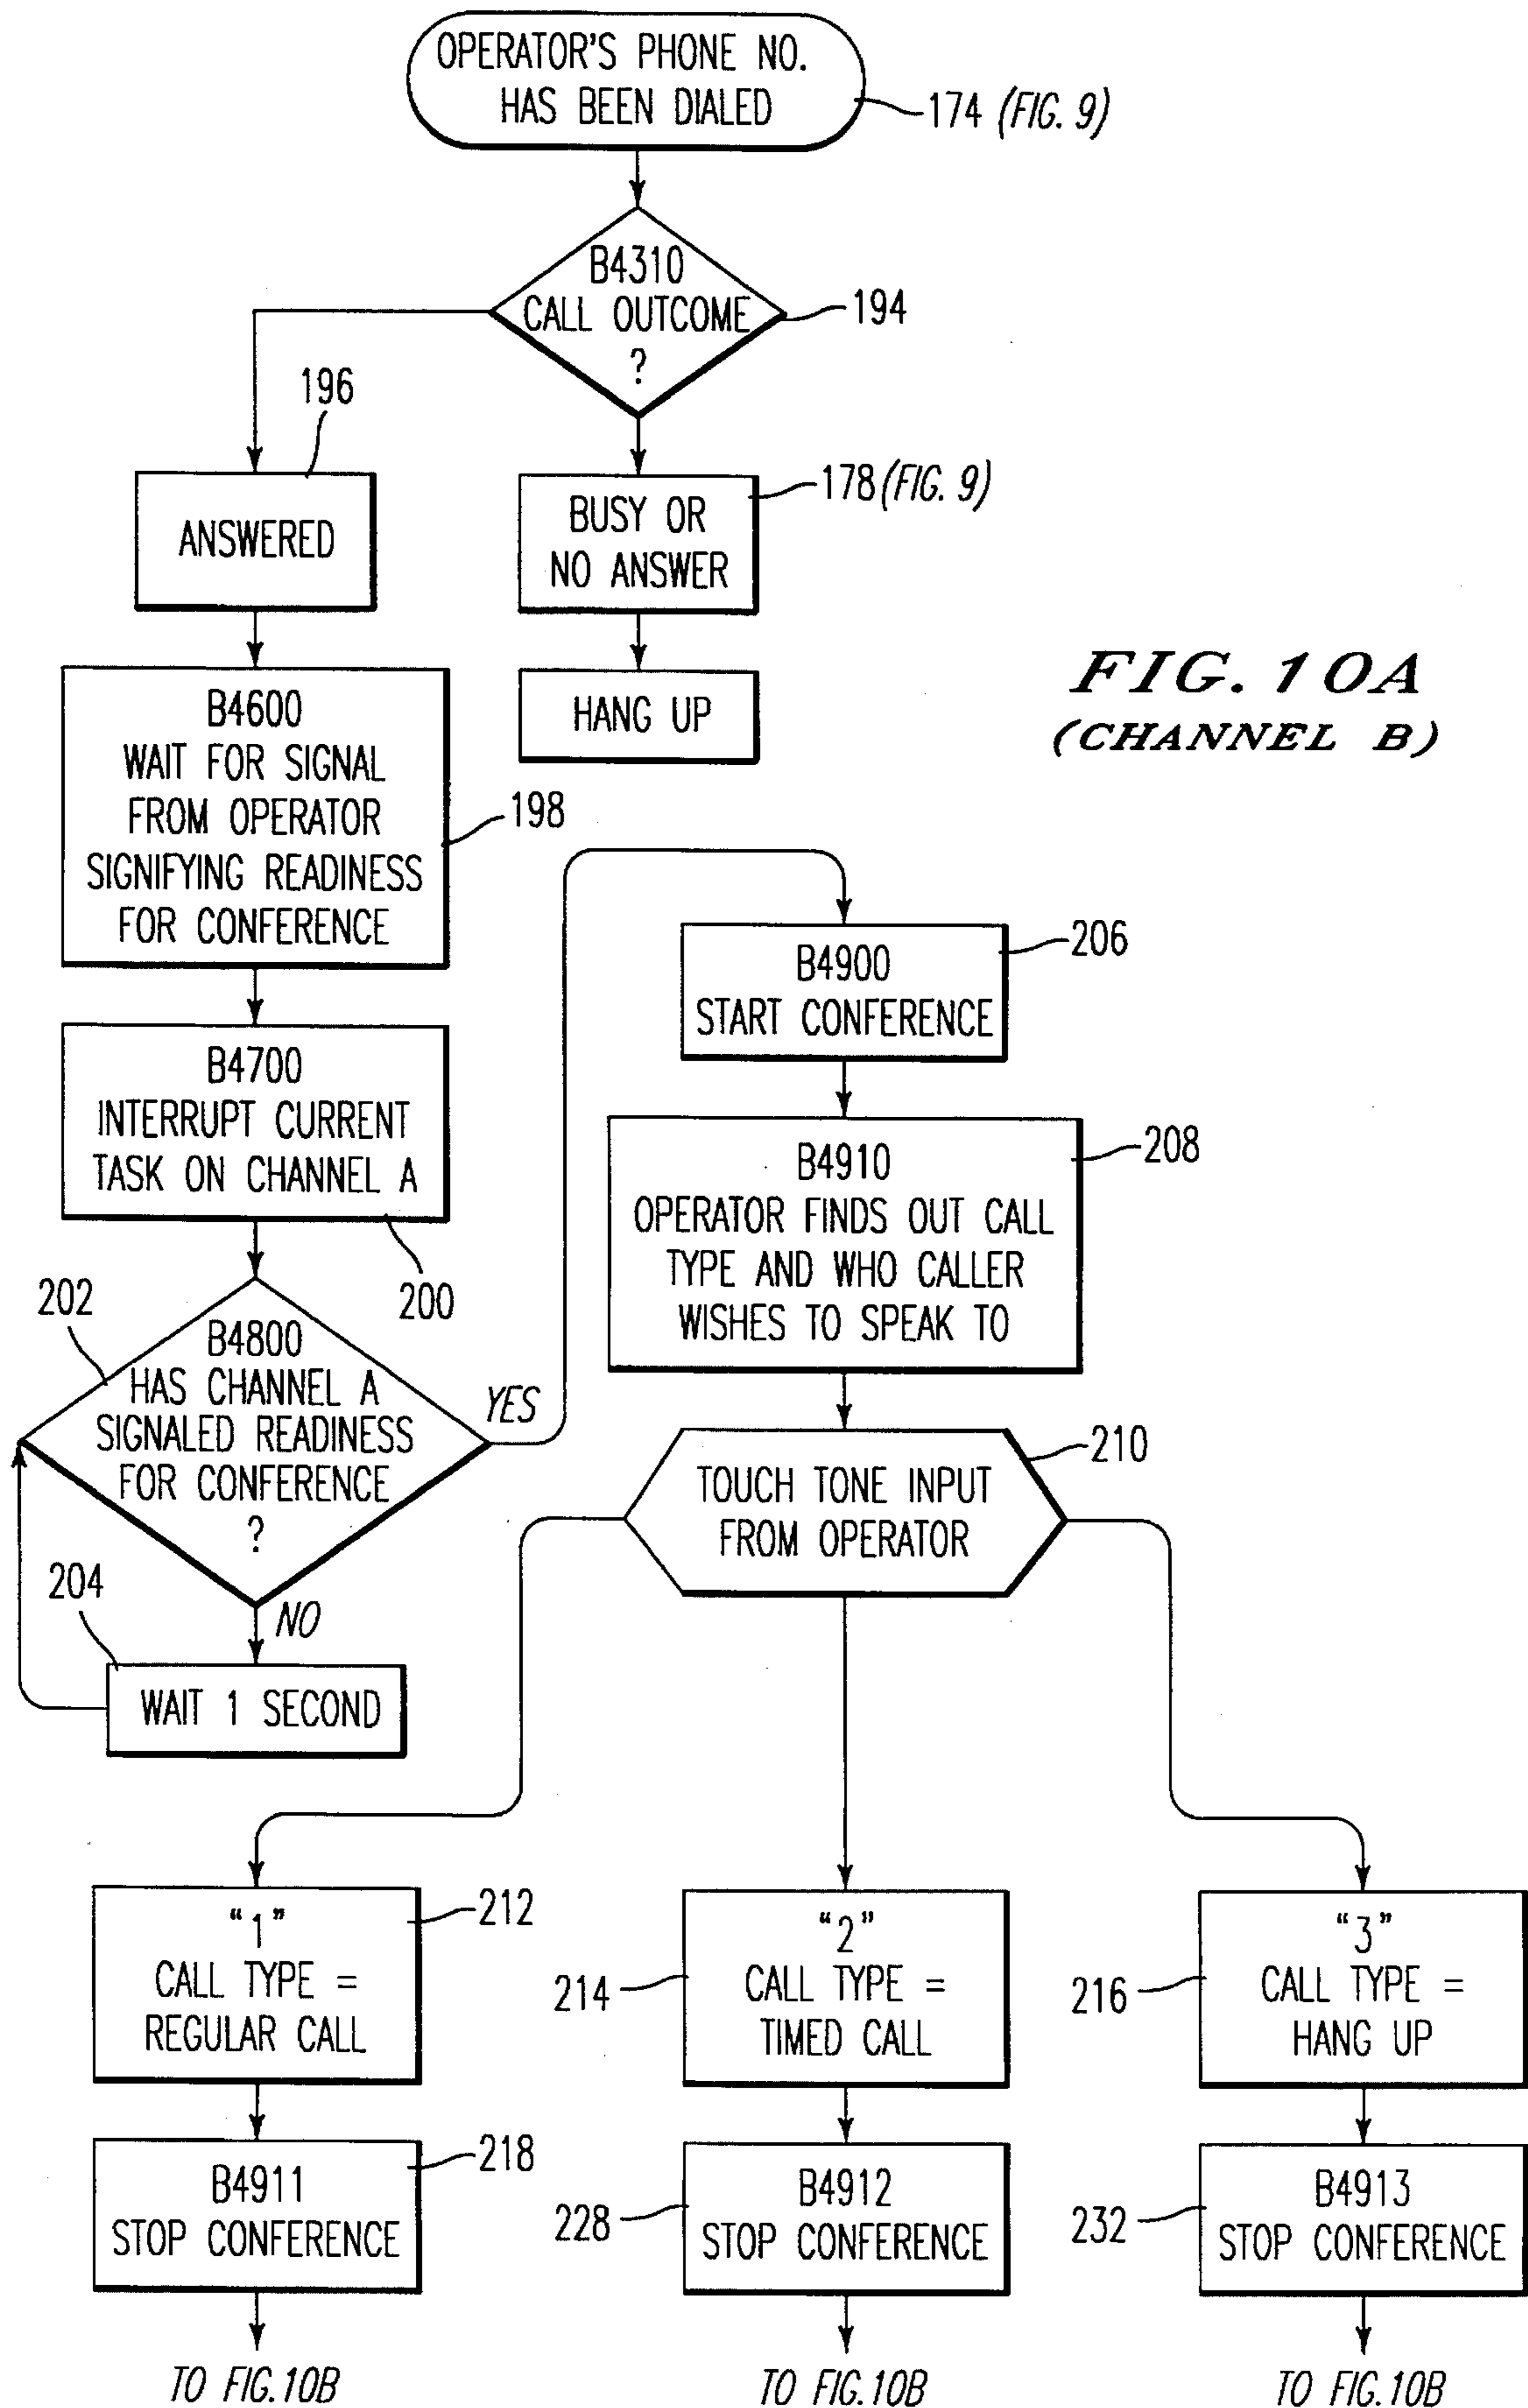 OPERATOR'S PHONE NO.
HAS BEEN DIALED
174 (FIG. 9)
B4310
CALL OUTCOME
?
194
196
ANSWERED
178 (FIG. 9)
BUSY OR
NO ANSWER
HANG UP
FIG. 10A
(CHANNEL B)
B4600
WAIT FOR SIGNAL
FROM OPERATOR
SIGNIFYING READINESS
FOR CONFERENCE
198
B4700
INTERRUPT CURRENT
TASK ON CHANNEL A
200
202
B4800
HAS CHANNEL A
SIGNALED READINESS
FOR CONFERENCE
?
YES
NO
204
WAIT 1 SECOND
206
B4900
START CONFERENCE
208
B4910
OPERATOR FINDS OUT CALL
TYPE AND WHO CALLER
WISHES TO SPEAK TO
210
TOUCH TONE INPUT
FROM OPERATOR
"1"
CALL TYPE =
REGULAR CALL
212
"2"
CALL TYPE =
TIMED CALL
214
"3"
CALL TYPE =
HANG UP
216
B4911
STOP CONFERENCE
218
B4912
STOP CONFERENCE
228
B4913
STOP CONFERENCE
232
TO FIG.10B
TO FIG.10B
TO FIG.10B